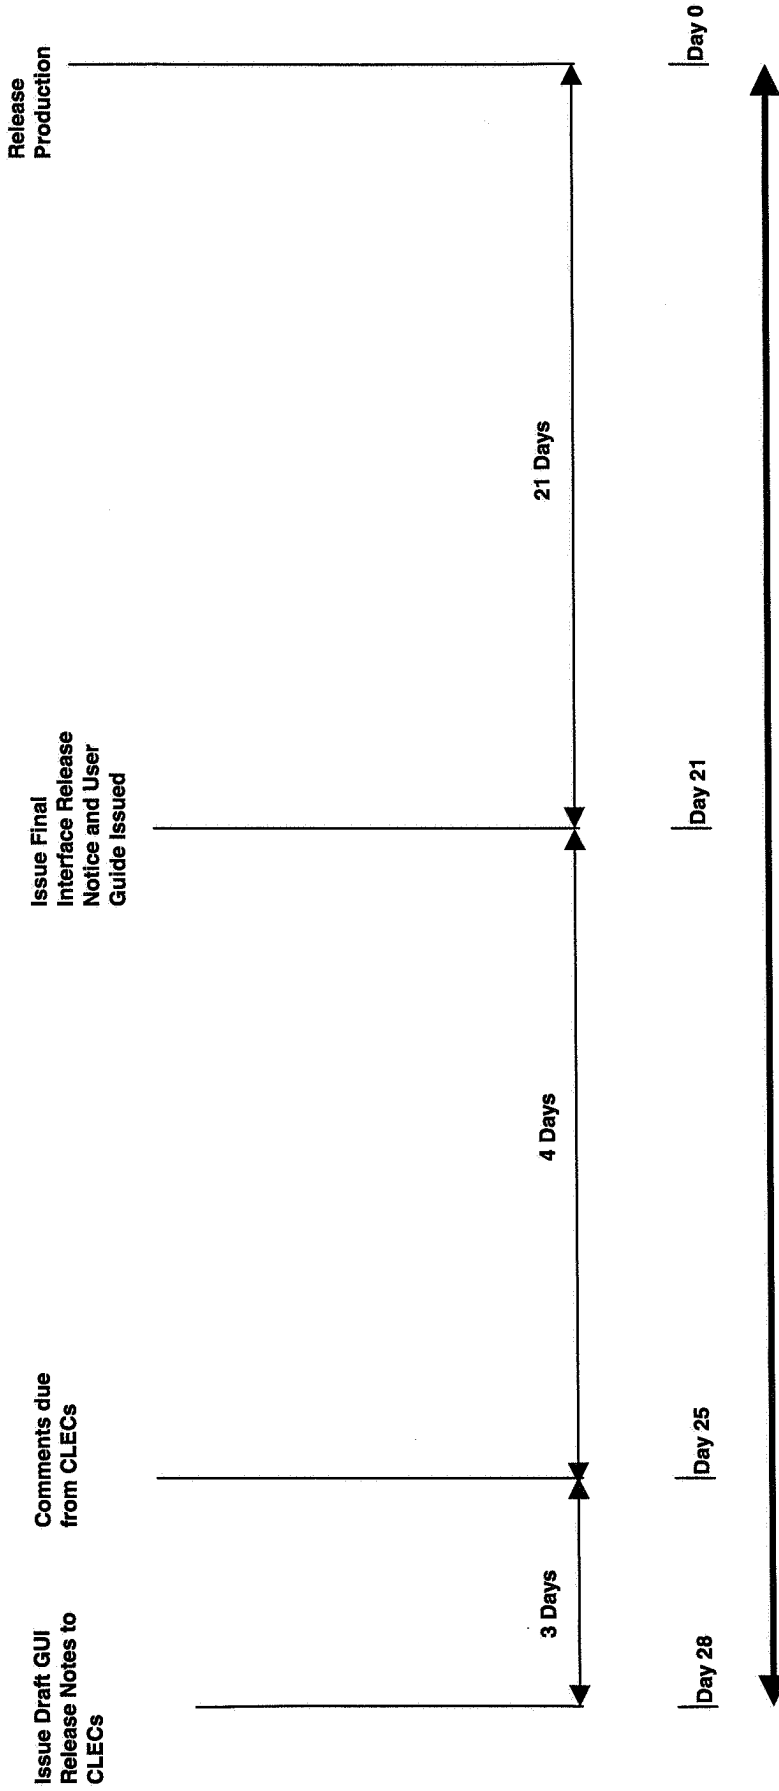 Issue Draft GUI
Release Notes to
CLECs
Comments due
from CLECs
Issue Final
Interface Release
Notice and User
Guide Issued
Release
Production
3 Days
4 Days
21 Days
Day 28
Day 25
Day 21
Day 0